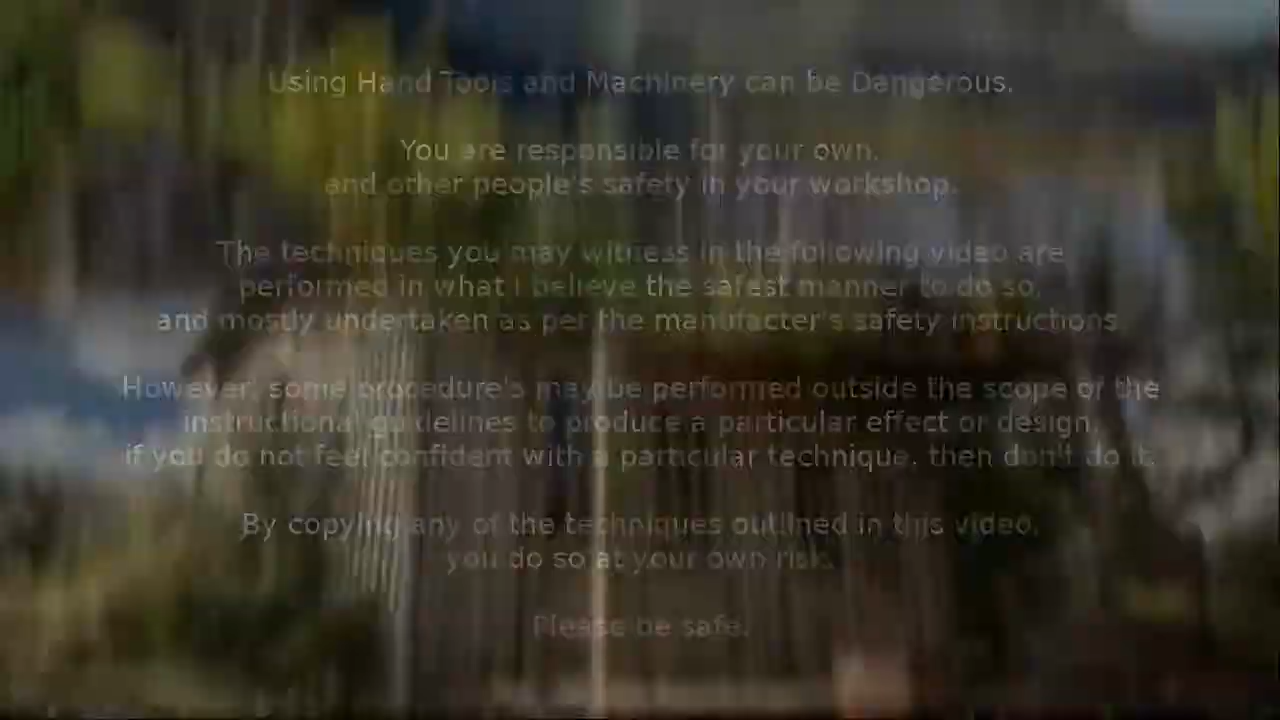 Using Hand Tools and Machinery can be Dangerous.
You are responsible for your own,
and other people's safety in your workshop.
The techniques you may witness in the following video are
performed in what I believe the safest manner to do so,
and mostly undertaken as per the manufacter's safety instructions
However, some procedure's may be performed outside the scope of the
instructional guidelines to produce a particular effect or design,
if you do not feel confident with a particular technique, then don't do it.
By copying any of the techniques outlined in this video,
you do so at your own risk.
Please be safe.